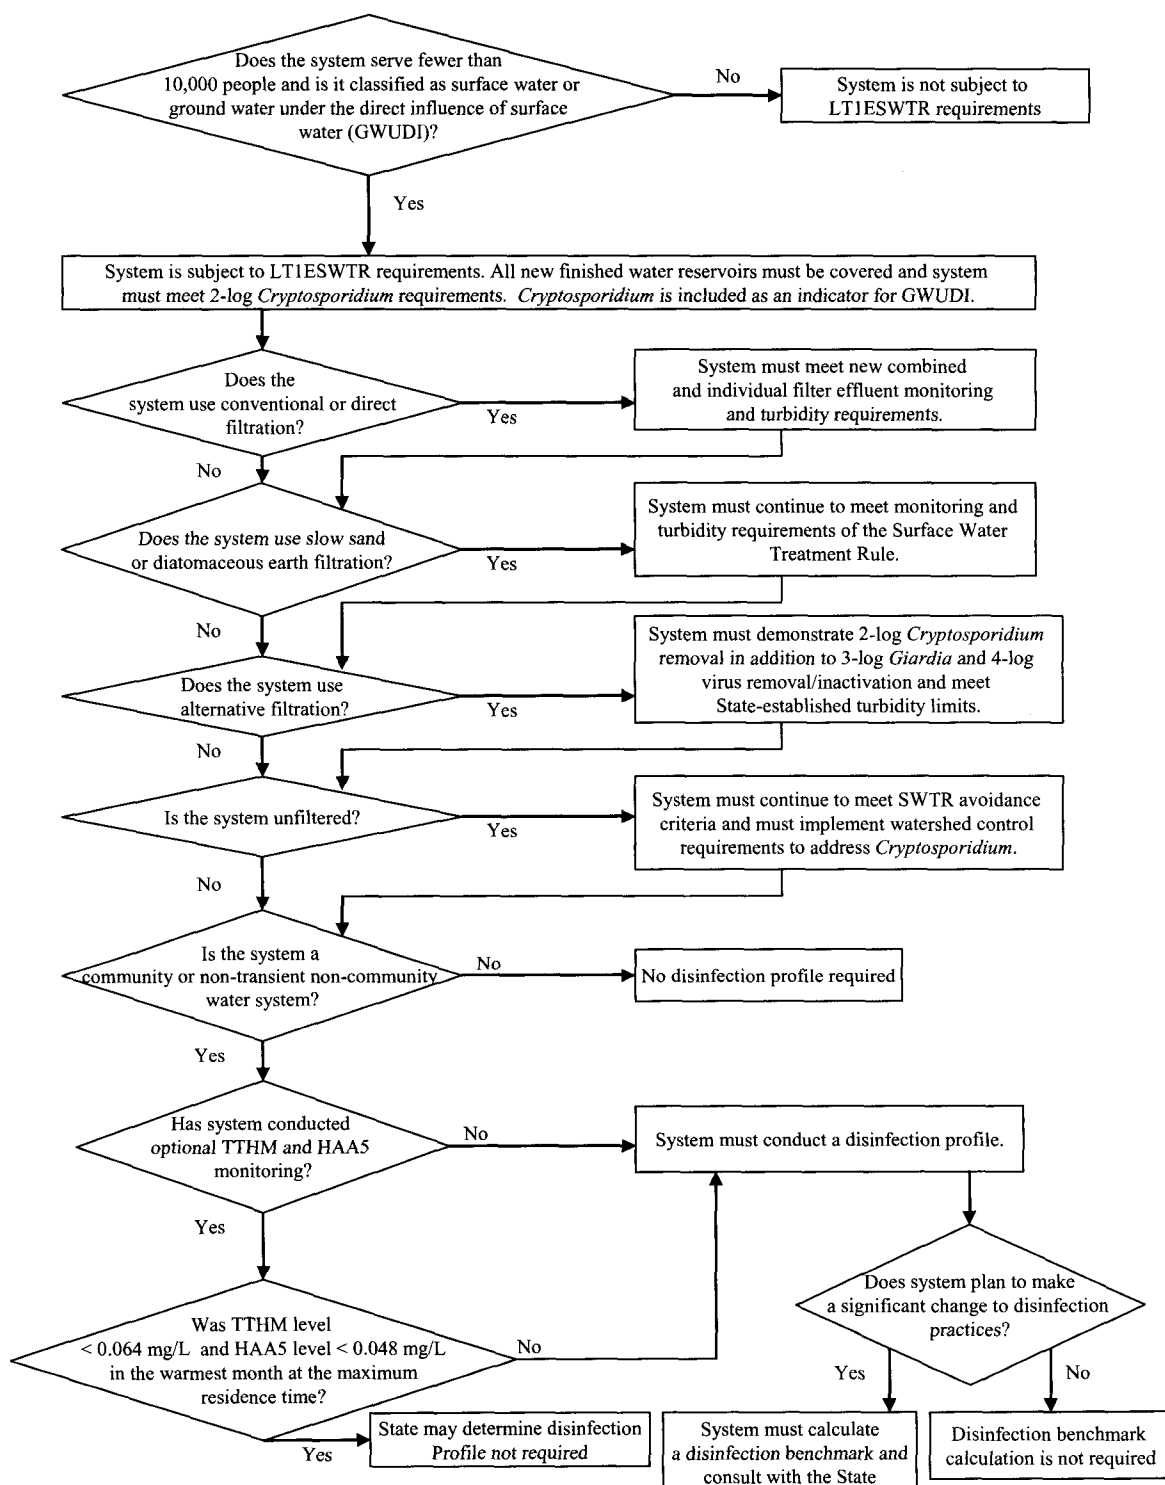 Does the system serve fewer than
10,000 people and is it classified as surface water or
ground water under the direct influence of surface
water (GWUDI)?
No
System is not subject to
LT1ESWTR requirements
Yes
System is subject to LT1ESWTR requirements. All new finished water reservoirs must be covered and system
must meet 2-log Cryptosporidium requirements. Cryptosporidium is included as an indicator for GWUDI.
Does the
system use conventional or direct
filtration?
Yes
System must meet new combined
and individual filter effluent monitoring
and turbidity requirements.
No
Does the system use slow sand
or diatomaceous earth filtration?
Yes
System must continue to meet monitoring and
turbidity requirements of the Surface Water
Treatment Rule.
No
Does the system use
alternative filtration?
Yes
System must demonstrate 2-log Cryptosporidium
removal in addition to 3-log Giardia and 4-log
virus removal/inactivation and meet
State-established turbidity limits.
No
Is the system unfiltered?
Yes
System must continue to meet SWTR avoidance
criteria and must implement watershed control
requirements to address Cryptosporidium.
No
Is the system a
community or non-transient non-community
water system?
No
No disinfection profile required
Yes
Has system conducted
optional TTHM and HAA5
monitoring?
No
System must conduct a disinfection profile.
Yes
Was TTHM level
< 0.064 mg/L and HAA5 level < 0.048 mg/L
in the warmest month at the maximum
residence time?
No
Does system plan to make
a significant change to disinfection
practices?
Yes
No
Yes
State may determine disinfection
Profile not required
System must calculate
a disinfection benchmark and
consult with the State
Disinfection benchmark
calculation is not required